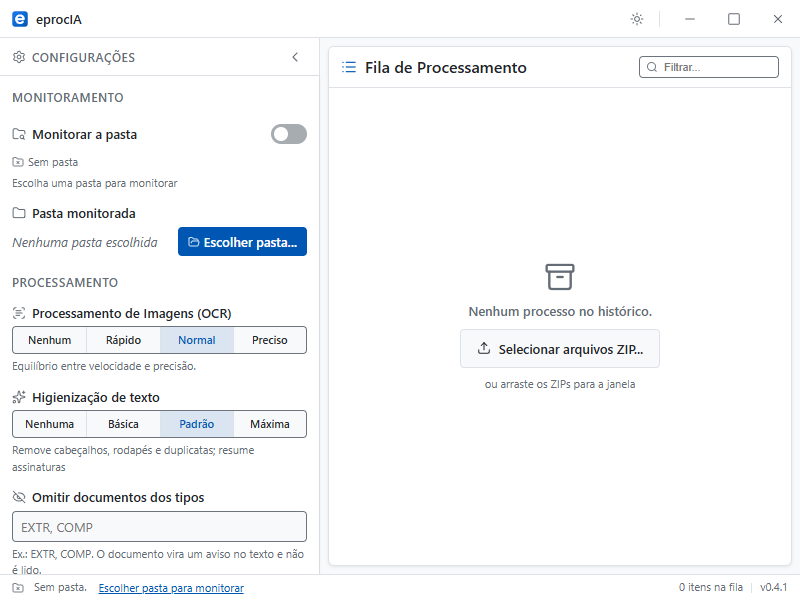 eprocIA
CONFIGURAÇÕES
MONITORAMENTO
Monitorar a pasta
Sem pasta
Escolha uma pasta para monitorar
Pasta monitorada
Nenhuma pasta escolhida
Escolher pasta...
PROCESSAMENTO
Processamento de Imagens (OCR)
Nenhum Rápido Normal Preciso
Equilíbrio entre velocidade e precisão.
Higienização de texto
Nenhuma Básica Padrão Máxima
Remove cabeçalhos, rodapés e duplicatas; resume
assinaturas
Omitir documentos dos tipos
EXTR, COMP
Ex.: EXTR, COMP. O documento vira um aviso no texto e não
é lido.
Fila de Processamento
Filtrar...
Nenhum processo no histórico.
Selecionar arquivos ZIP...
ou arraste os ZIPs para a janela
Sem pasta. Escolher pasta para monitorar
0 itens na fila v0.4.1